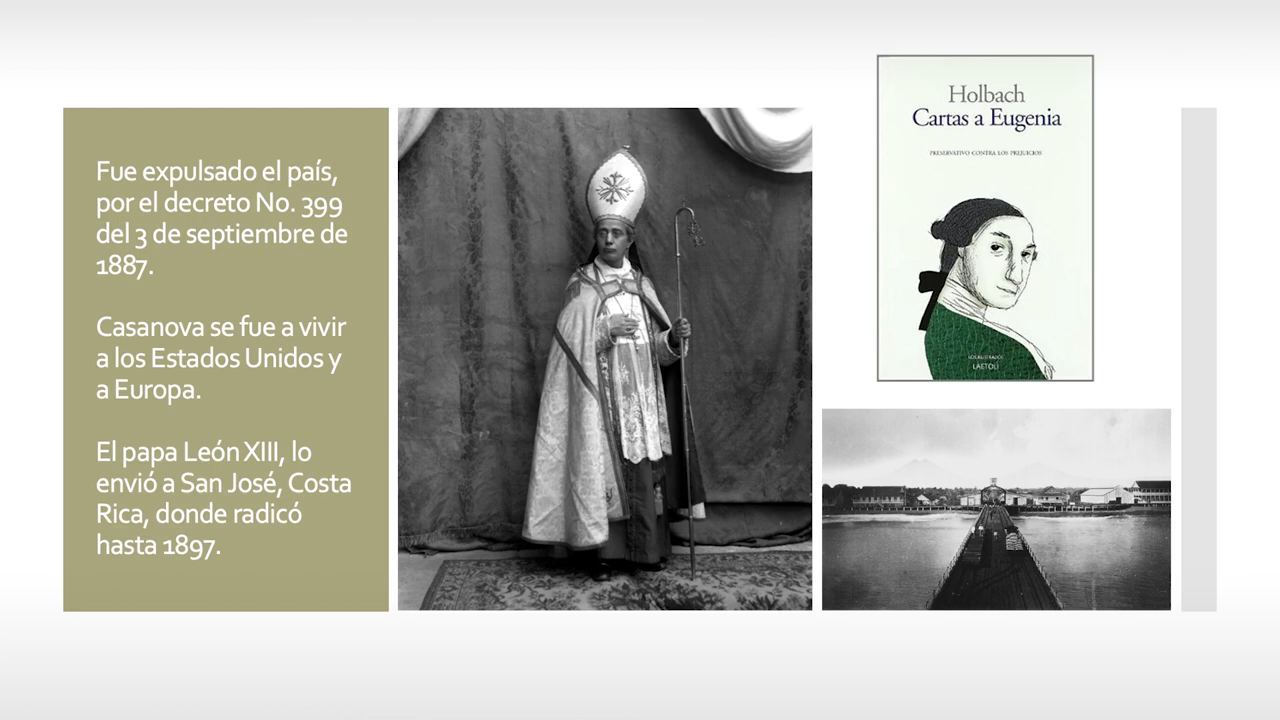 Fue expulsado el país,
por el decreto No. 399
del 3 de septiembre de
1887.
Casanova se fue a vivir
a los Estados Unidos y
a Europa.
El papa León XIII, lo
envió a San José, Costa
Rica, donde radicó
hasta 1897.
Holbach
Cartas a Eugenia
PRESERVATIVO CONTRA LOS PREJUICIOS
LOS ILUSTRADOS
LAETOLI